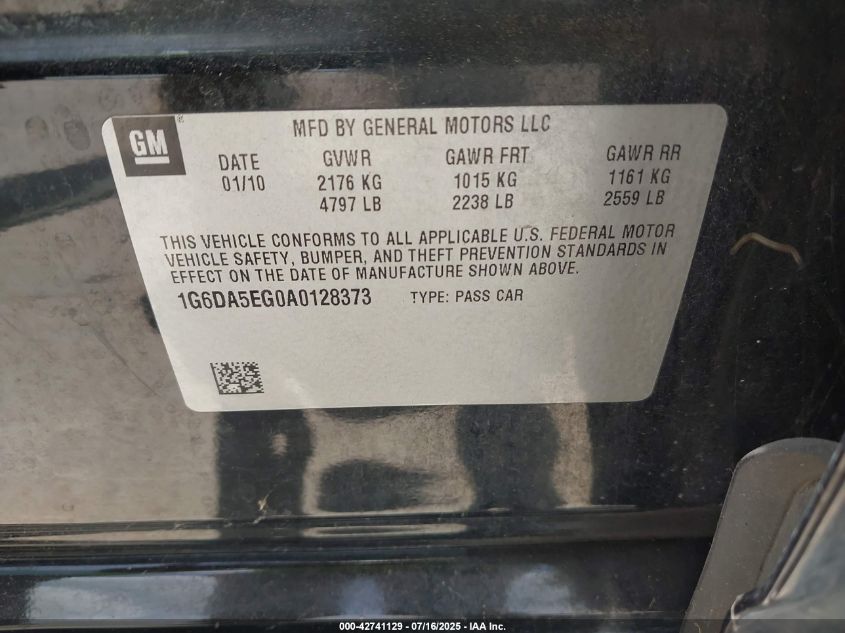 GM
MFD BY GENERAL MOTORS LLC
DATE GVWR GAWR FRT GAWR RR
01/10 2176 KG 1015 KG 1161 KG
4797 LB 2238 LB 2559 LB
THIS VEHICLE CONFORMS TO ALL APPLICABLE U.S. FEDERAL MOTOR
VEHICLE SAFETY, BUMPER, AND THEFT PREVENTION STANDARDS IN
EFFECT ON THE DATE OF MANUFACTURE SHOWN ABOVE.
1G6DA5EG0A0128373 TYPE: PASS CAR
000-42741129 - 07/16/2025 - IAA Inc.